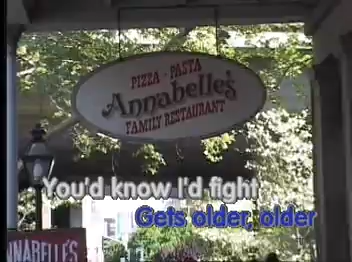 PIZZA - PASTA
Annabelle's
FAMILY RESTAURANT
You'd know I'd fight
Gets older, older
ANNABELLE'S